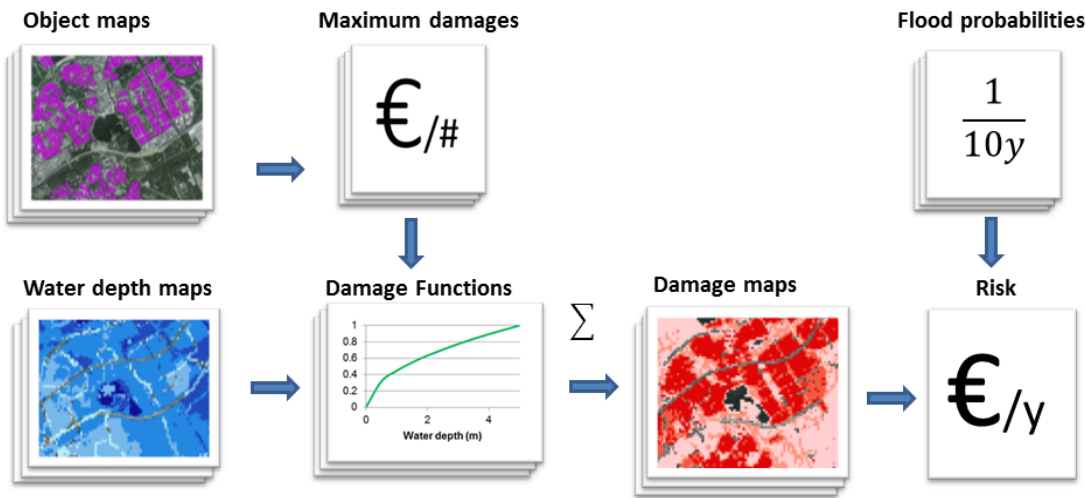 Object maps
Maximum damages
Flood probabilities
€/#
1
10y
Water depth maps
Damage Functions
∑
Damage maps
Risk
1
0.8
0.6
0.4
0.2
0
0 2 4
Water depth (m)
€/y